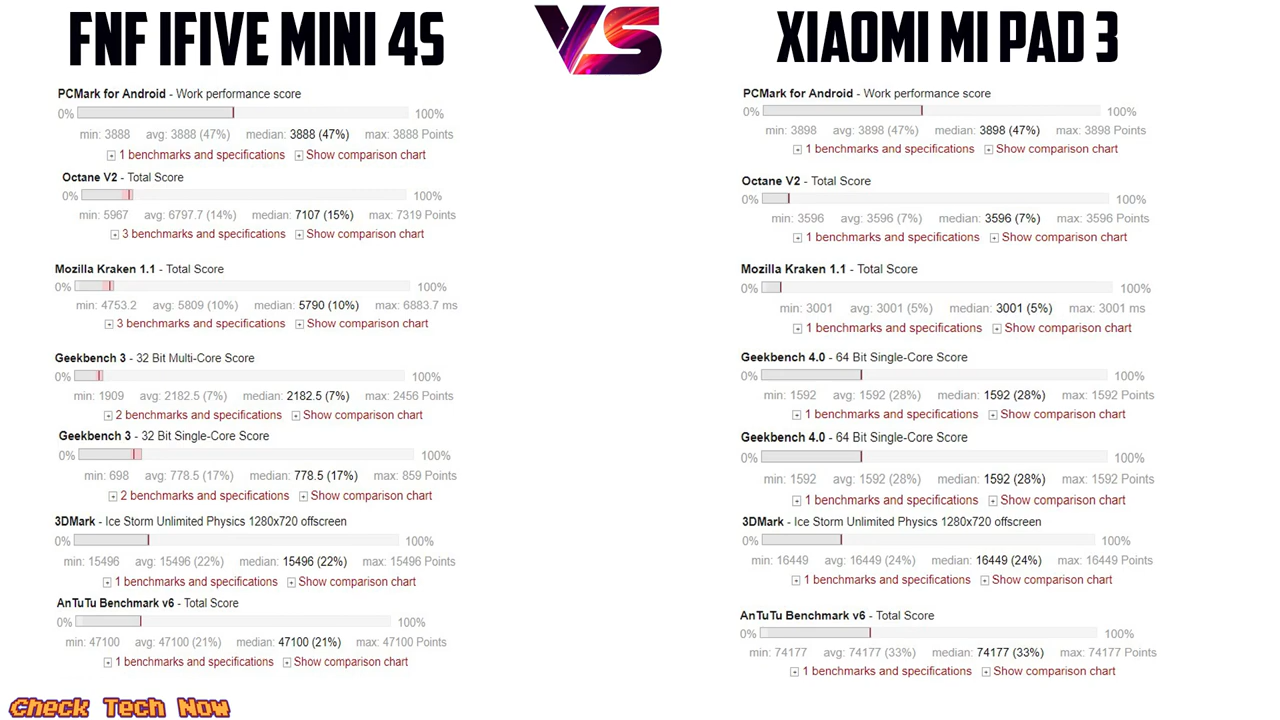 FNF IFIVE MINI 4S
VS
XIAOMI MI PAD 3
PCMark for Android - Work performance score
0% 100%
min: 3888 avg: 3888 (47%) median: 3888 (47%) max: 3888 Points
1 benchmarks and specifications Show comparison chart
Octane V2 - Total Score
0% 100%
min: 5967 avg: 6797.7 (14%) median: 7107 (15%) max: 7319 Points
3 benchmarks and specifications Show comparison chart
Mozilla Kraken 1.1 - Total Score
0% 100%
min: 4753.2 avg: 5809 (10%) median: 5790 (10%) max: 6883.7 ms
3 benchmarks and specifications Show comparison chart
Geekbench 3 - 32 Bit Multi-Core Score
0% 100%
min: 1909 avg: 2182.5 (7%) median: 2182.5 (7%) max: 2456 Points
2 benchmarks and specifications Show comparison chart
Geekbench 3 - 32 Bit Single-Core Score
0% 100%
min: 698 avg: 778.5 (17%) median: 778.5 (17%) max: 859 Points
2 benchmarks and specifications Show comparison chart
3DMark - Ice Storm Unlimited Physics 1280x720 offscreen
0% 100%
min: 15496 avg: 15496 (22%) median: 15496 (22%) max: 15496 Points
1 benchmarks and specifications Show comparison chart
AnTuTu Benchmark v6 - Total Score
0% 100%
min: 47100 avg: 47100 (21%) median: 47100 (21%) max: 47100 Points
1 benchmarks and specifications Show comparison chart
PCMark for Android - Work performance score
0% 100%
min: 3898 avg: 3898 (47%) median: 3898 (47%) max: 3898 Points
1 benchmarks and specifications Show comparison chart
Octane V2 - Total Score
0% 100%
min: 3596 avg: 3596 (7%) median: 3596 (7%) max: 3596 Points
1 benchmarks and specifications Show comparison chart
Mozilla Kraken 1.1 - Total Score
0% 100%
min: 3001 avg: 3001 (5%) median: 3001 (5%) max: 3001 ms
1 benchmarks and specifications Show comparison chart
Geekbench 4.0 - 64 Bit Single-Core Score
0% 100%
min: 1592 avg: 1592 (28%) median: 1592 (28%) max: 1592 Points
1 benchmarks and specifications Show comparison chart
Geekbench 4.0 - 64 Bit Single-Core Score
0% 100%
min: 1592 avg: 1592 (28%) median: 1592 (28%) max: 1592 Points
1 benchmarks and specifications Show comparison chart
3DMark - Ice Storm Unlimited Physics 1280x720 offscreen
0% 100%
min: 16449 avg: 16449 (24%) median: 16449 (24%) max: 16449 Points
1 benchmarks and specifications Show comparison chart
AnTuTu Benchmark v6 - Total Score
0% 100%
min: 74177 avg: 74177 (33%) median: 74177 (33%) max: 74177 Points
1 benchmarks and specifications Show comparison chart
Check Tech Now